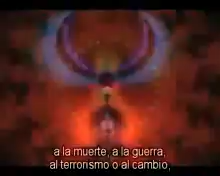 a la muerte, a la guerra,
al terrorismo o al cambio,